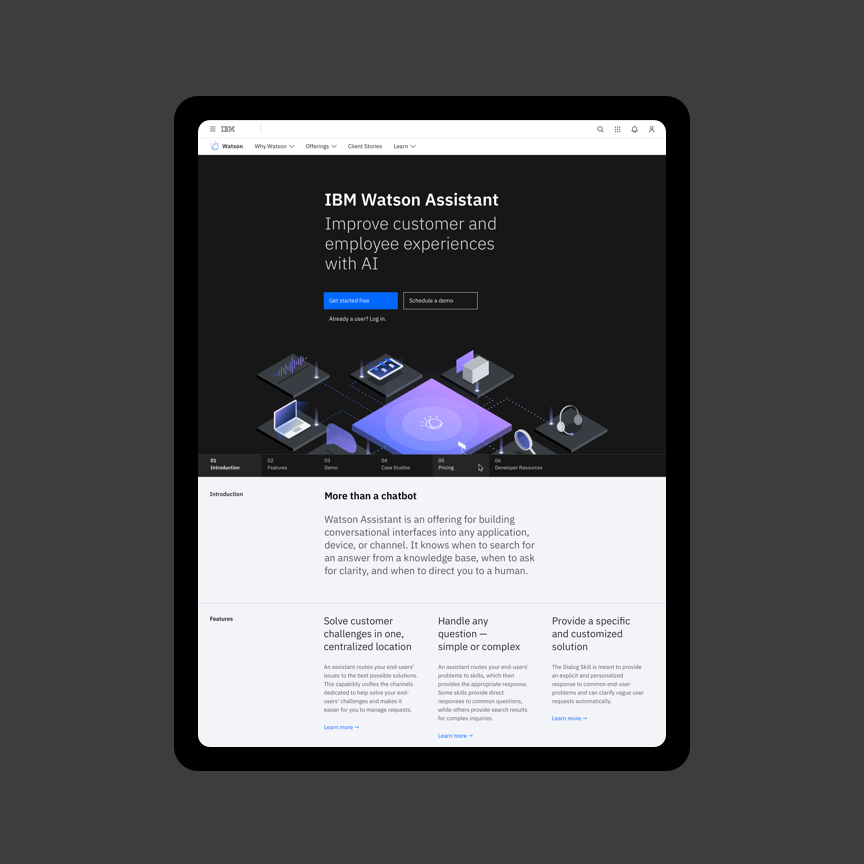 IBM
Watson
Why Watson
Offerings
Client Stories
Learn
IBM Watson Assistant
Improve customer and
employee experiences
with AI
Get started free
Schedule a demo
Already a user? Log in.
01
Introduction
02
Features
03
Demo
04
Case Studies
05
Pricing
06
Developer Resources
Introduction
More than a chatbot
Watson Assistant is an offering for building
conversational interfaces into any application,
device, or channel. It knows when to search for
an answer from a knowledge base, when to ask
for clarity, and when to direct you to a human.
Features
Solve customer
challenges in one,
centralized location
An assistant routes your end-users'
issues to the best possible solutions.
This capability unifies the channels
dedicated to help solve your end-
users' challenges and makes it
easier for you to manage requests.
Learn more →
Handle any
question —
simple or complex
An assistant routes your end-users'
problems to skills, which then
provides the appropriate response.
Some skills provide direct
responses to common questions,
while others provide search results
for complex inquiries.
Learn more →
Provide a specific
and customized
solution
The Dialog Skill is meant to provide
an explicit and personalized
response to common end-user
problems and can clarify vague user
requests automatically.
Learn more →